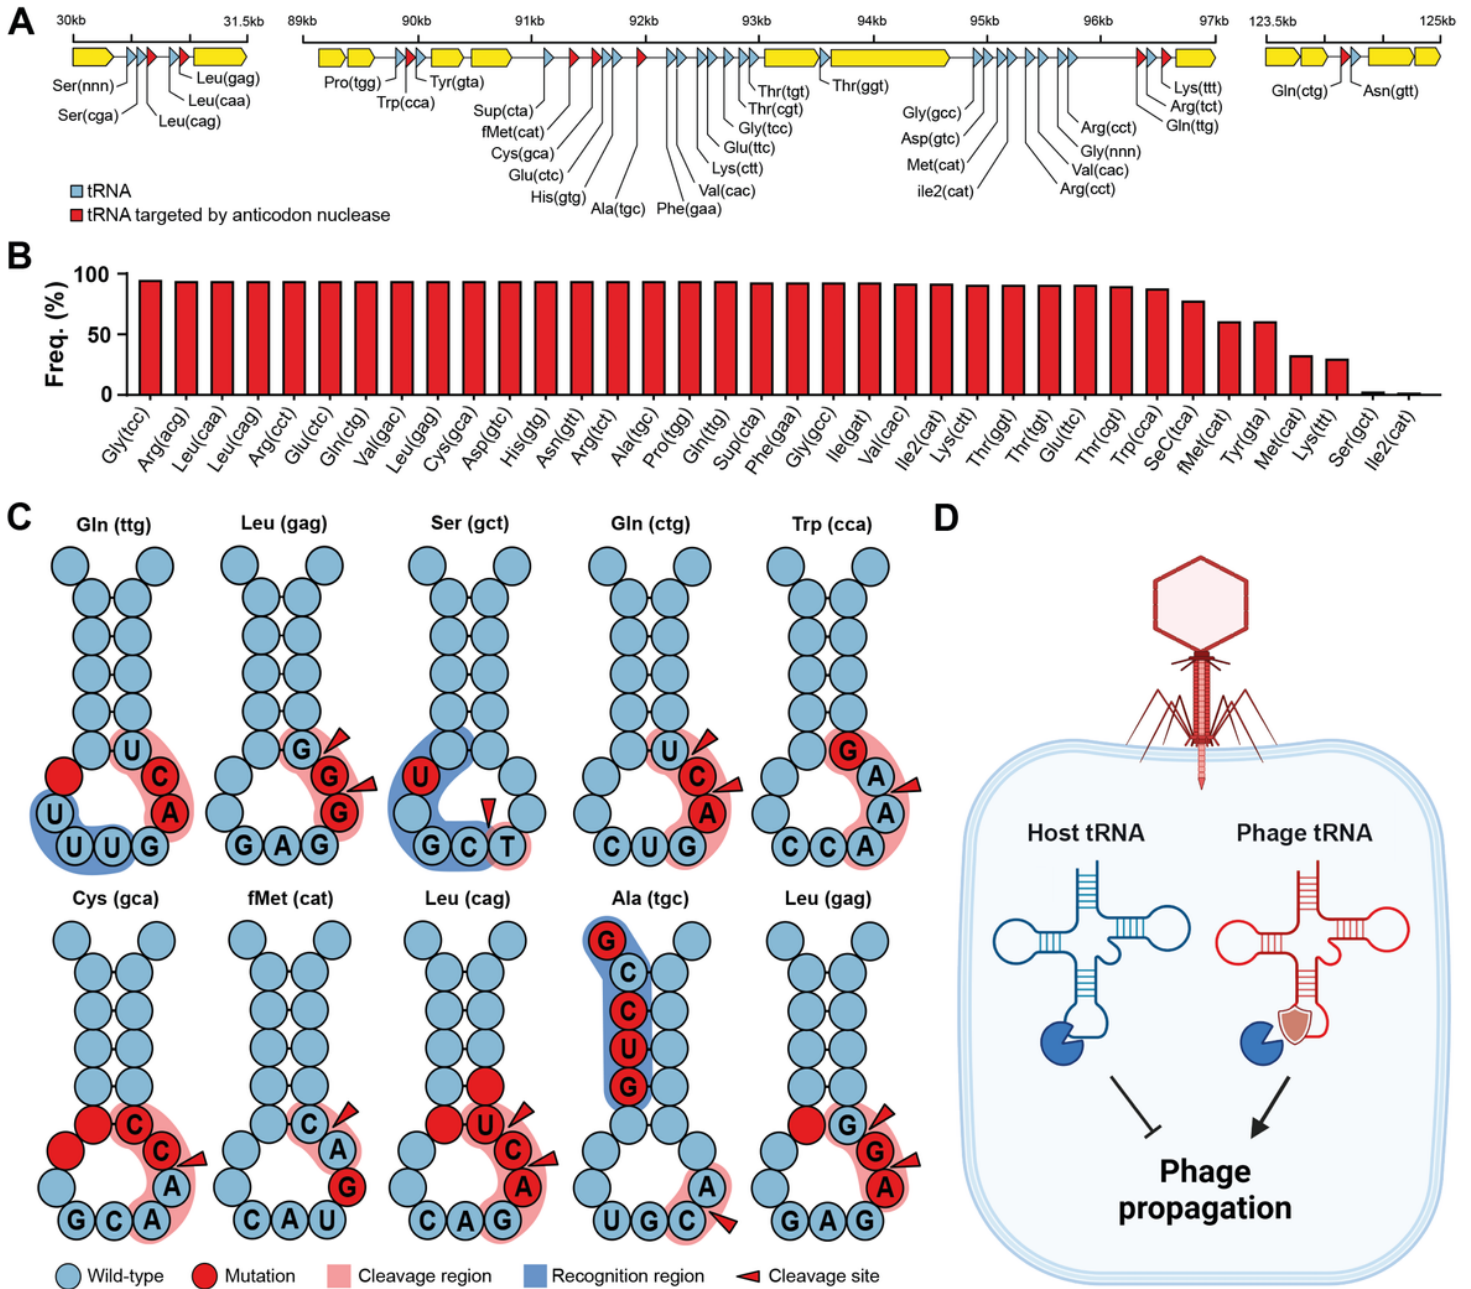 A
30kb 31.5kb 89kb 90kb 91kb 92kb 93kb 94kb 95kb 96kb 97kb 123.5kb 125kb
Ser(nnn)
Ser(cga)
Leu(cag)
Leu(caa)
Leu(gag)
Pro(tgg)
Trp(cca)
Tyr(gta)
Sup(cta)
fMet(cat)
Cys(gca)
Glu(ctc)
His(gtg)
Ala(tgc)
Phe(gaa)
Val(cac)
Lys(ctt)
Glu(ttc)
Gly(tcc)
Thr(cgt)
Thr(tgt)
Thr(ggt)
Gly(gcc)
Asp(gtc)
Met(cat)
ile2(cat)
Arg(cct)
Val(cac)
Gly(nnn)
Arg(cct)
Gln(ttg)
Arg(tct)
Lys(ttt)
Gln(ctg)
Asn(gtt)
tRNA
tRNA targeted by anticodon nuclease
B
Freq. (%)
100
50
0
Gly(tcc)
Arg(acg)
Leu(caa)
Leu(cag)
Arg(cct)
Glu(ctc)
Gln(ctg)
Val(gac)
Leu(gag)
Cys(gca)
Asp(gtc)
His(gtg)
Asn(gtt)
Arg(tct)
Ala(tgc)
Pro(tgg)
Gln(ttg)
Sup(cta)
Phe(gaa)
Gly(gcc)
Ile(gat)
Val(cac)
Ile2(cat)
Lys(ctt)
Thr(ggt)
Thr(tgt)
Glu(ttc)
Thr(cgt)
Trp(cca)
SeC(tca)
fMet(cat)
Tyr(gta)
Met(cat)
Lys(ttt)
Ser(gct)
Ile2(cat)
C
Gln (ttg)
U C A
U U U G
Leu (gag)
G G G
G A G
Ser (gct)
U
G C T
Gln (ctg)
U C A
C U G
Trp (cca)
G A A
C C A
Cys (gca)
C C A
G C A
fMet (cat)
C A G
C A U
Leu (cag)
U C A
C A G
Ala (tgc)
G C C U G
A
U G C
Leu (gag)
G G A
G A G
Wild-type
Mutation
Cleavage region
Recognition region
Cleavage site
D
Host tRNA
Phage tRNA
Phage
propagation